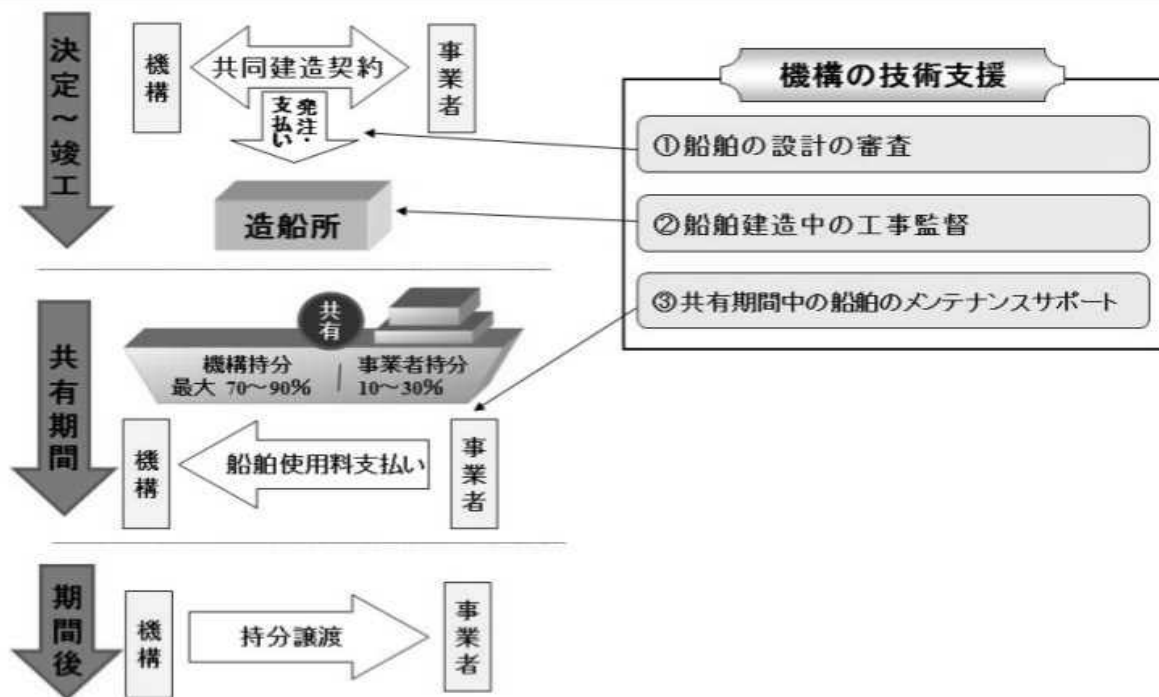 決定～竣工
機構
共同建造契約
事業者
発注・
支払い
造船所
機構の技術支援
①船舶の設計の審査
②船舶建造中の工事監督
③共有期間中の船舶のメンテナンスサポート
共有期間
共有
機構持分
最大 70～90%
事業者持分
10～30%
機構
船舶使用料支払い
事業者
期間後
機構
持分譲渡
事業者